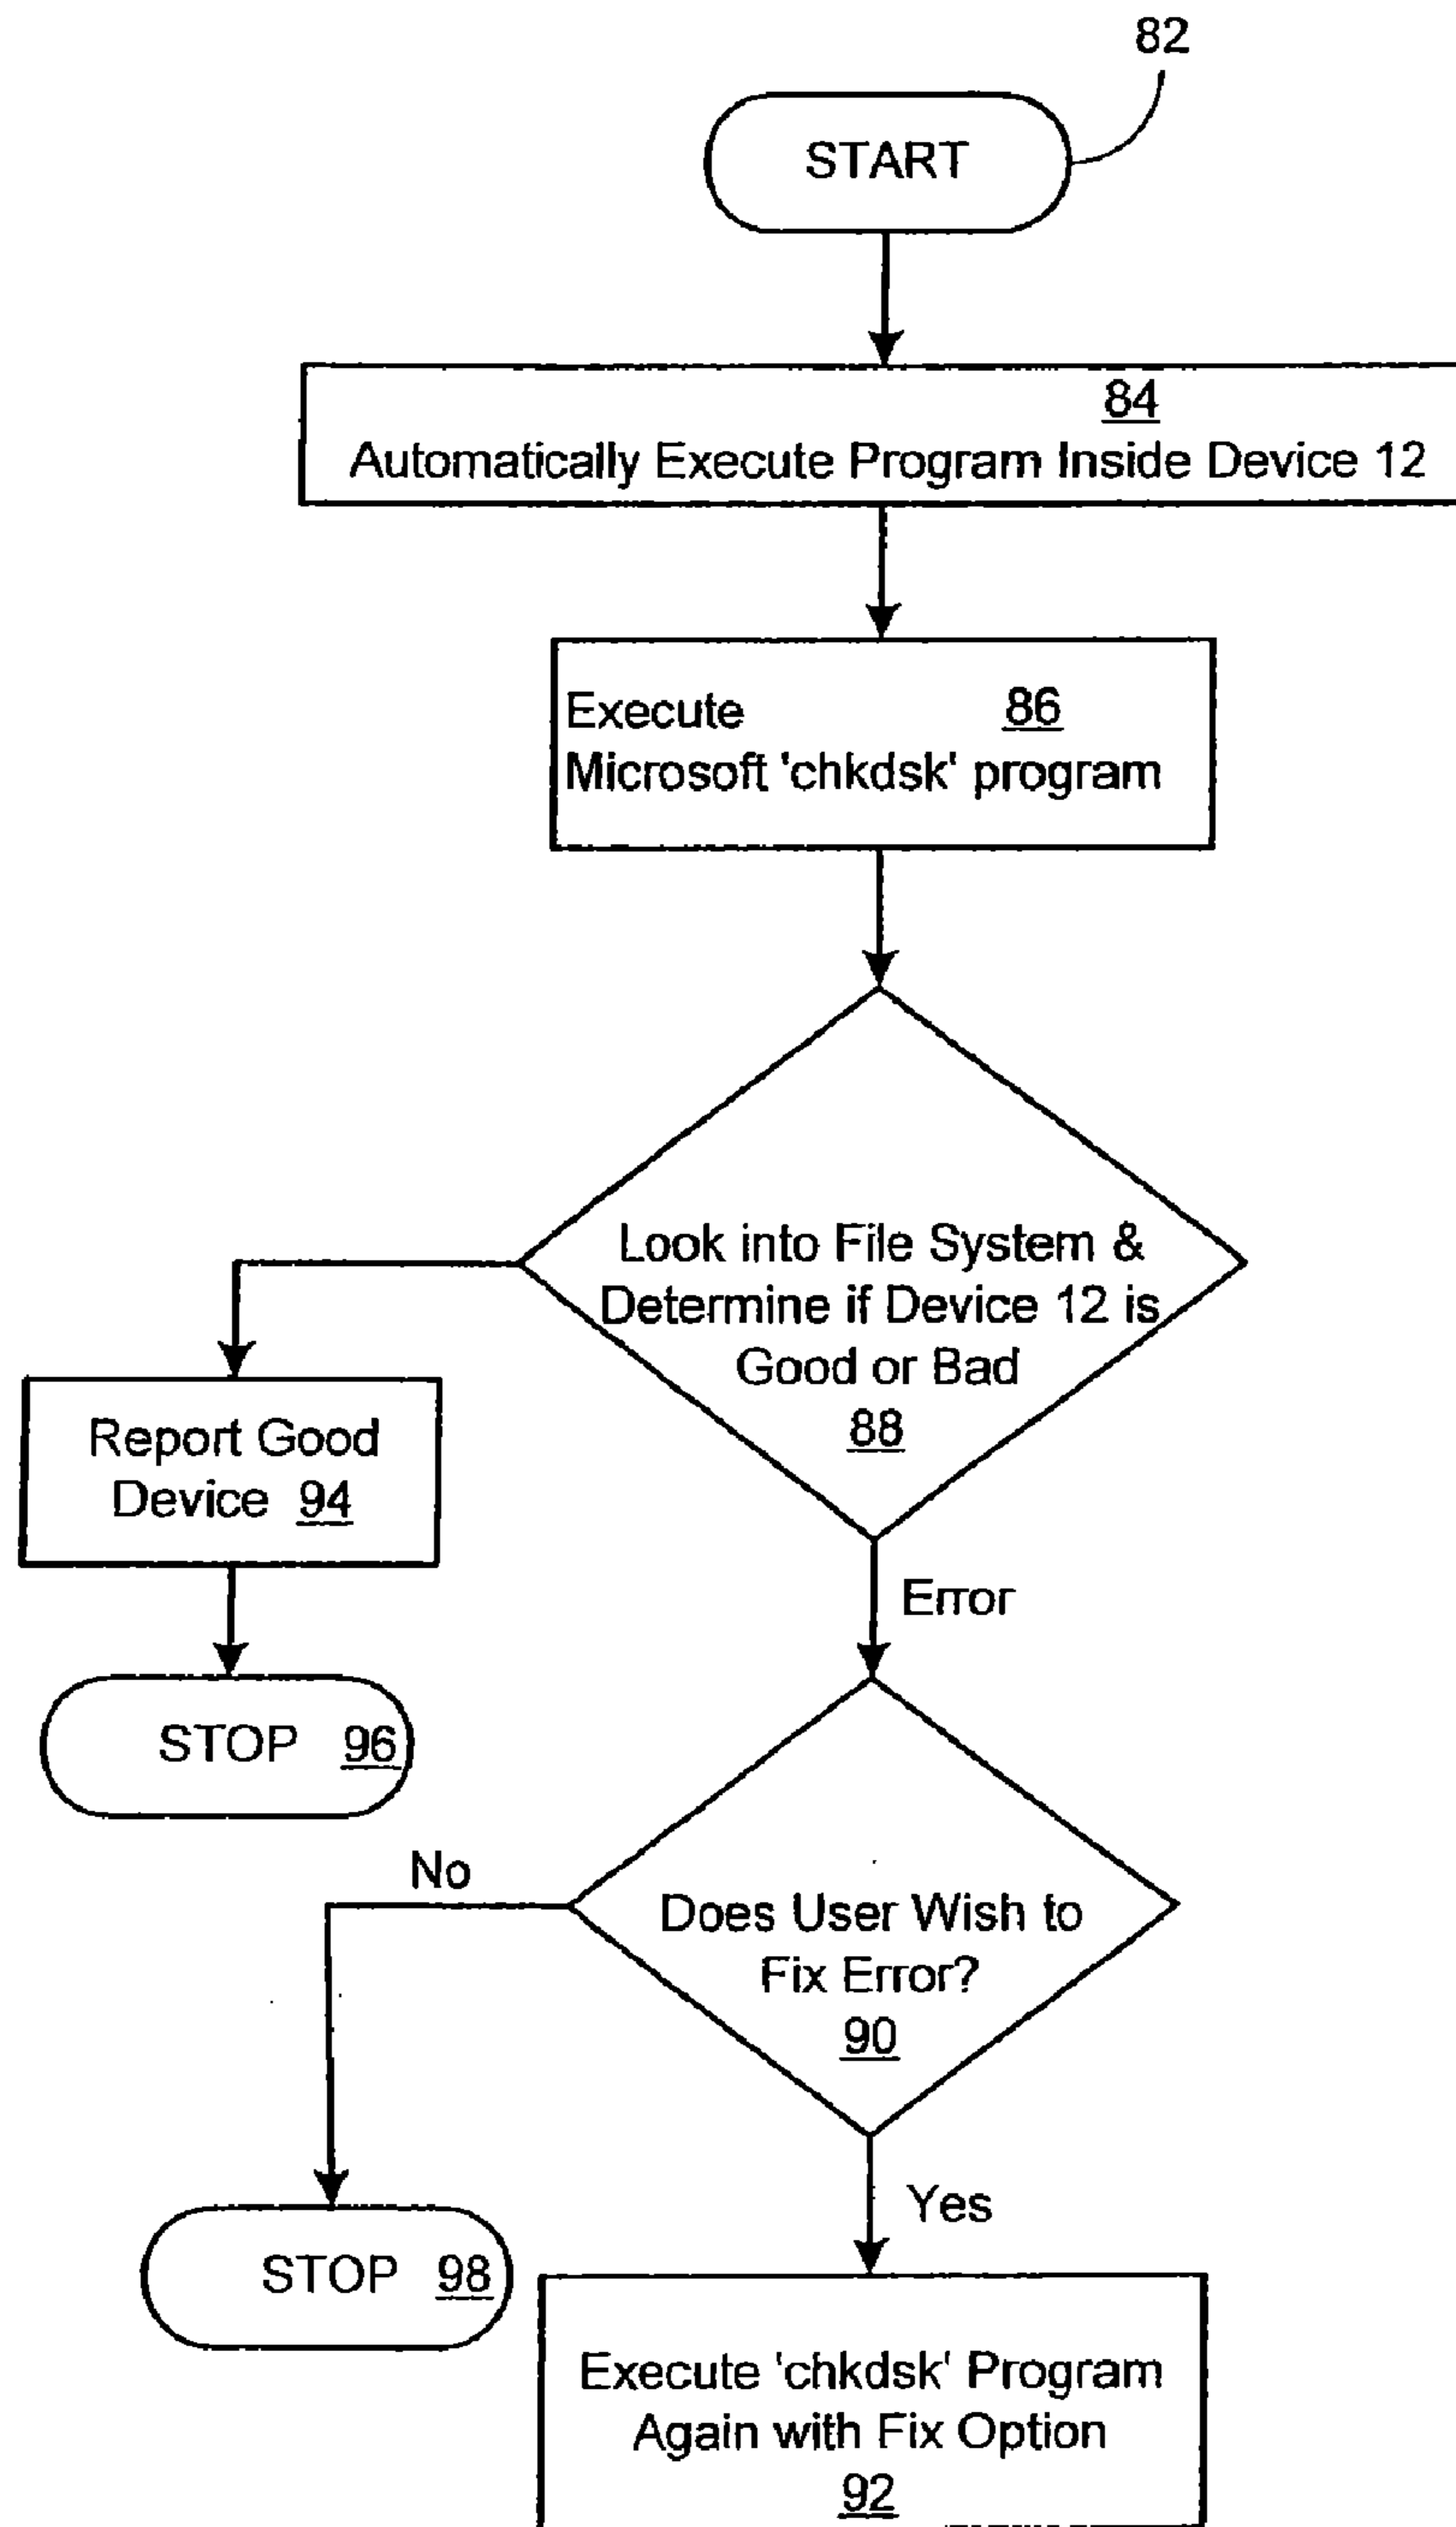 82
START
84
Automatically Execute Program Inside Device 12
Execute 86
Microsoft 'chkdsk' program
Look into File System &
Determine if Device 12 is
Good or Bad
88
Report Good
Device 94
Error
STOP 96
No
Does User Wish to
Fix Error?
90
Yes
STOP 98
Execute 'chkdsk' Program
Again with Fix Option
92